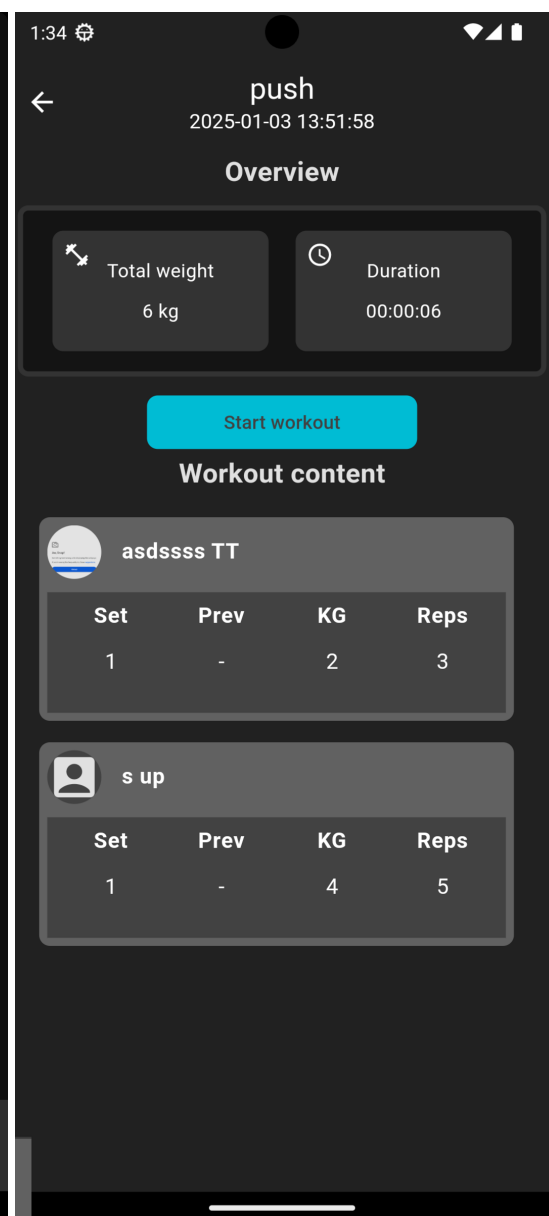 1:34
push
2025-01-03 13:51:58
Overview
Total weight
6 kg
Duration
00:00:06
Start workout
Workout content
asdssss TT
Set Prev KG Reps
1 - 2 3
s up
Set Prev KG Reps
1 - 4 5